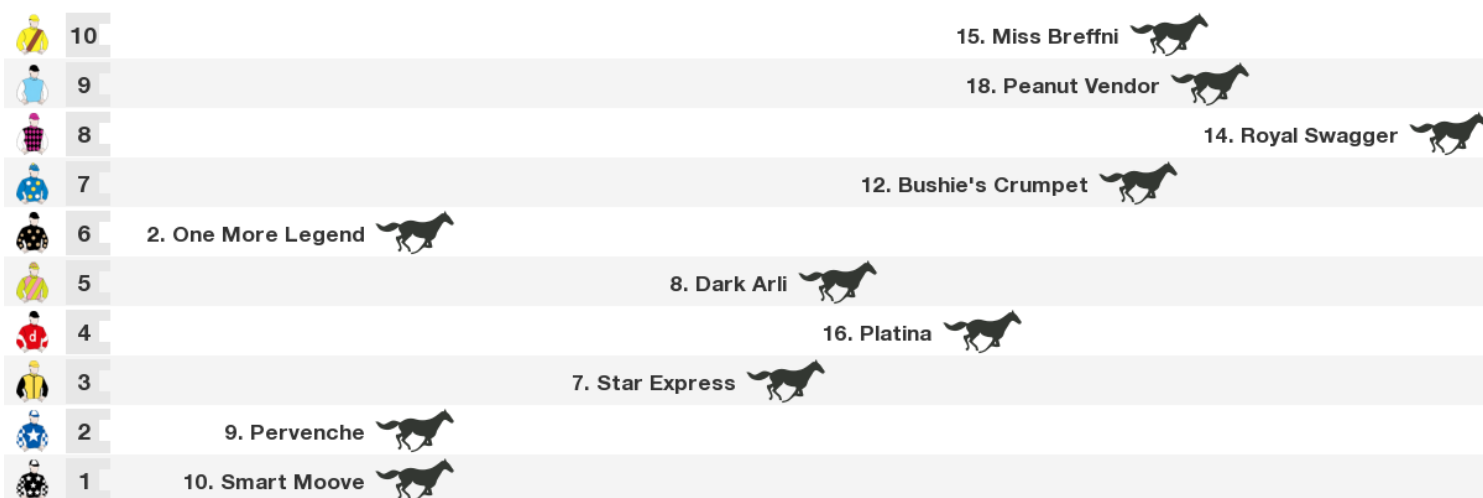 10 15. Miss Breffni
9 18. Peanut Vendor
8 14. Royal Swagger
7 12. Bushie's Crumpet
6 2. One More Legend
5 8. Dark Arli
d 4 16. Platina
3 7. Star Express
2 9. Pervenche
1 10. Smart Moove